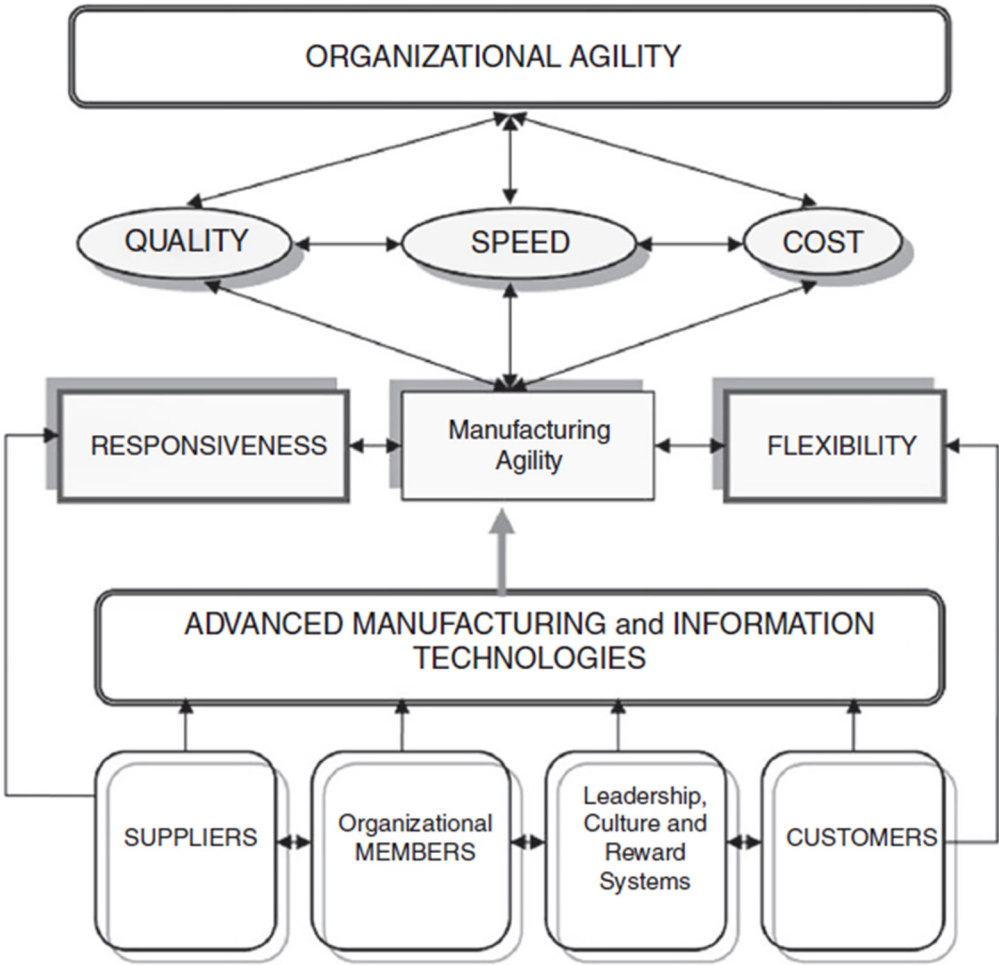 ORGANIZATIONAL AGILITY
QUALITY
SPEED
COST
RESPONSIVENESS
Manufacturing
Agility
FLEXIBILITY
ADVANCED MANUFACTURING and INFORMATION
TECHNOLOGIES
SUPPLIERS
Organizational
MEMBERS
Leadership,
Culture and
Reward
Systems
CUSTOMERS